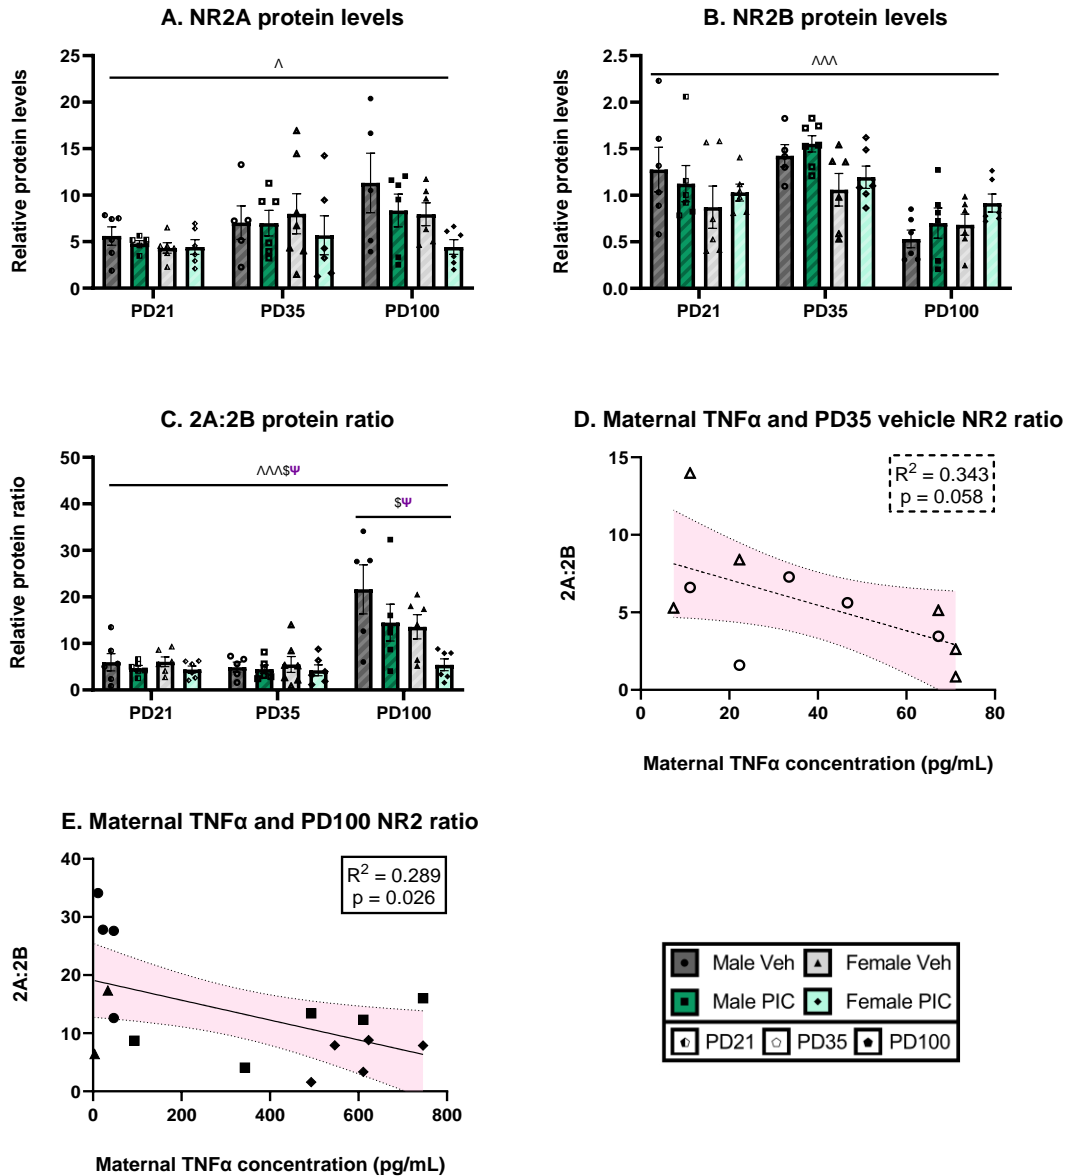 A. NR2A protein levels
Relative protein levels
25
20
15
10
5
0
^
PD21 PD35 PD100
B. NR2B protein levels
Relative protein levels
2.5
2.0
1.5
1.0
0.5
0.0
^^^
PD21 PD35 PD100
C. 2A:2B protein ratio
Relative protein ratio
50
40
30
20
10
0
^^^$Ψ
$Ψ
PD21 PD35 PD100
D. Maternal TNFα and PD35 vehicle NR2 ratio
2A:2B
15
10
5
0
R² = 0.343
p = 0.058
0 20 40 60 80
Maternal TNFα concentration (pg/mL)
E. Maternal TNFα and PD100 NR2 ratio
2A:2B
40
30
20
10
0
R² = 0.289
p = 0.026
0 200 400 600 800
Maternal TNFα concentration (pg/mL)
Male Veh Female Veh
Male PIC Female PIC
PD21 PD35 PD100